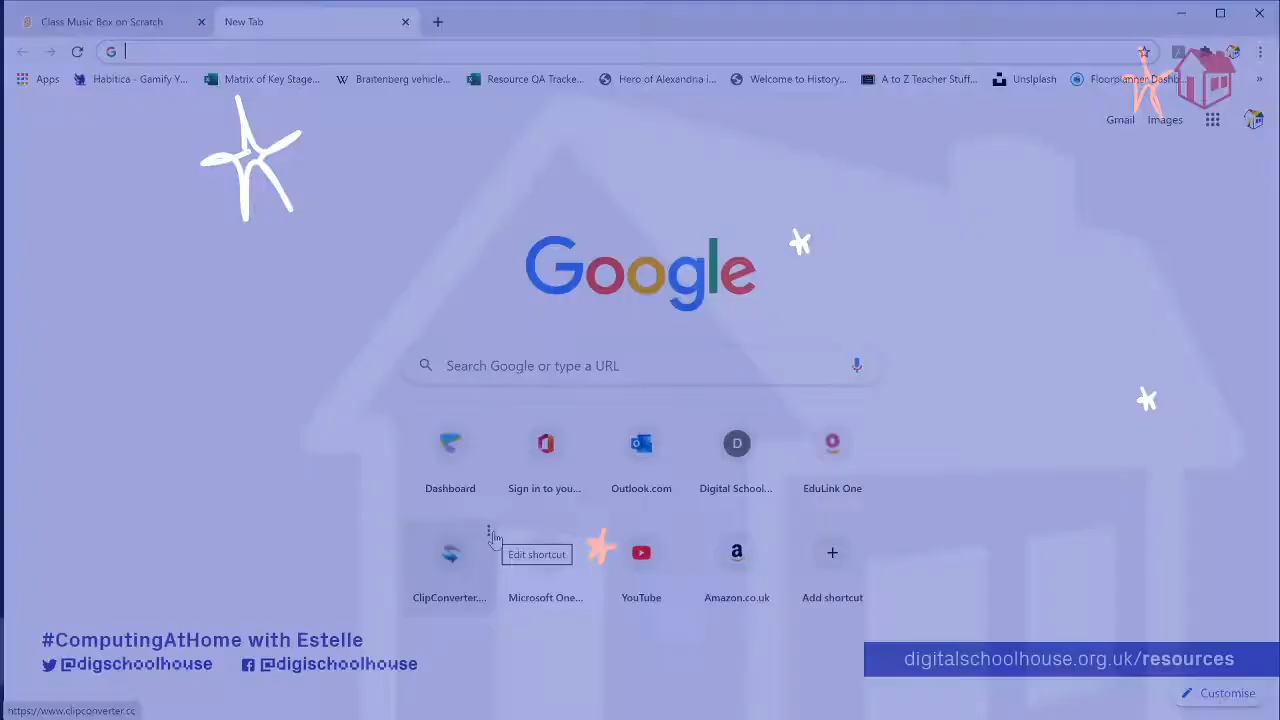 Class Music Box on Scratch
New Tab
Apps
Habitica - Gamify Y...
Matrix of Key Stage...
Braitenberg vehicle...
Resource QA Tracke...
Hero of Alexandria i...
Welcome to History...
A to Z Teacher Stuff...
Unsplash
Floorplanner Dashb...
»
Gmail
Images
Google
Search Google or type a URL
Dashboard
Sign in to you...
Outlook.com
D
Digital School...
EduLink One
Edit shortcut
ClipConverter....
Microsoft One...
YouTube
Amazon.co.uk
Add shortcut
#ComputingAtHome with Estelle
@digschoolhouse
@digischoolhouse
digitalschoolhouse.org.uk/resources
Customise
https://www.clipconverter.cc